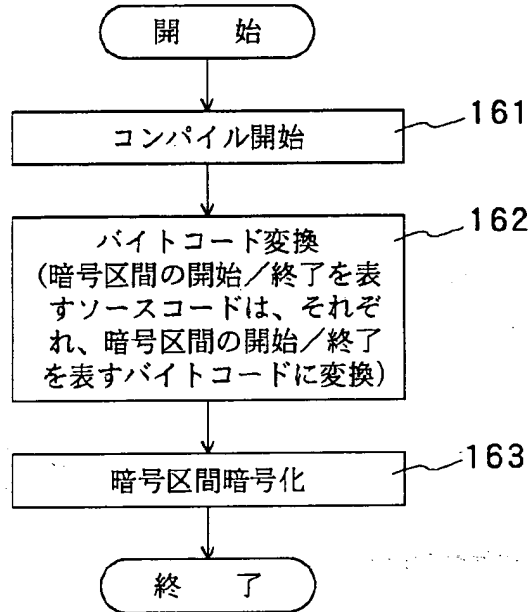 開 始
コンパイル開始
161
バイトコード変換
(暗号区間の開始/終了を表
すソースコードは、それぞ
れ、暗号区間の開始/終了
を表すバイトコードに変換)
162
暗号区間暗号化
163
終 了